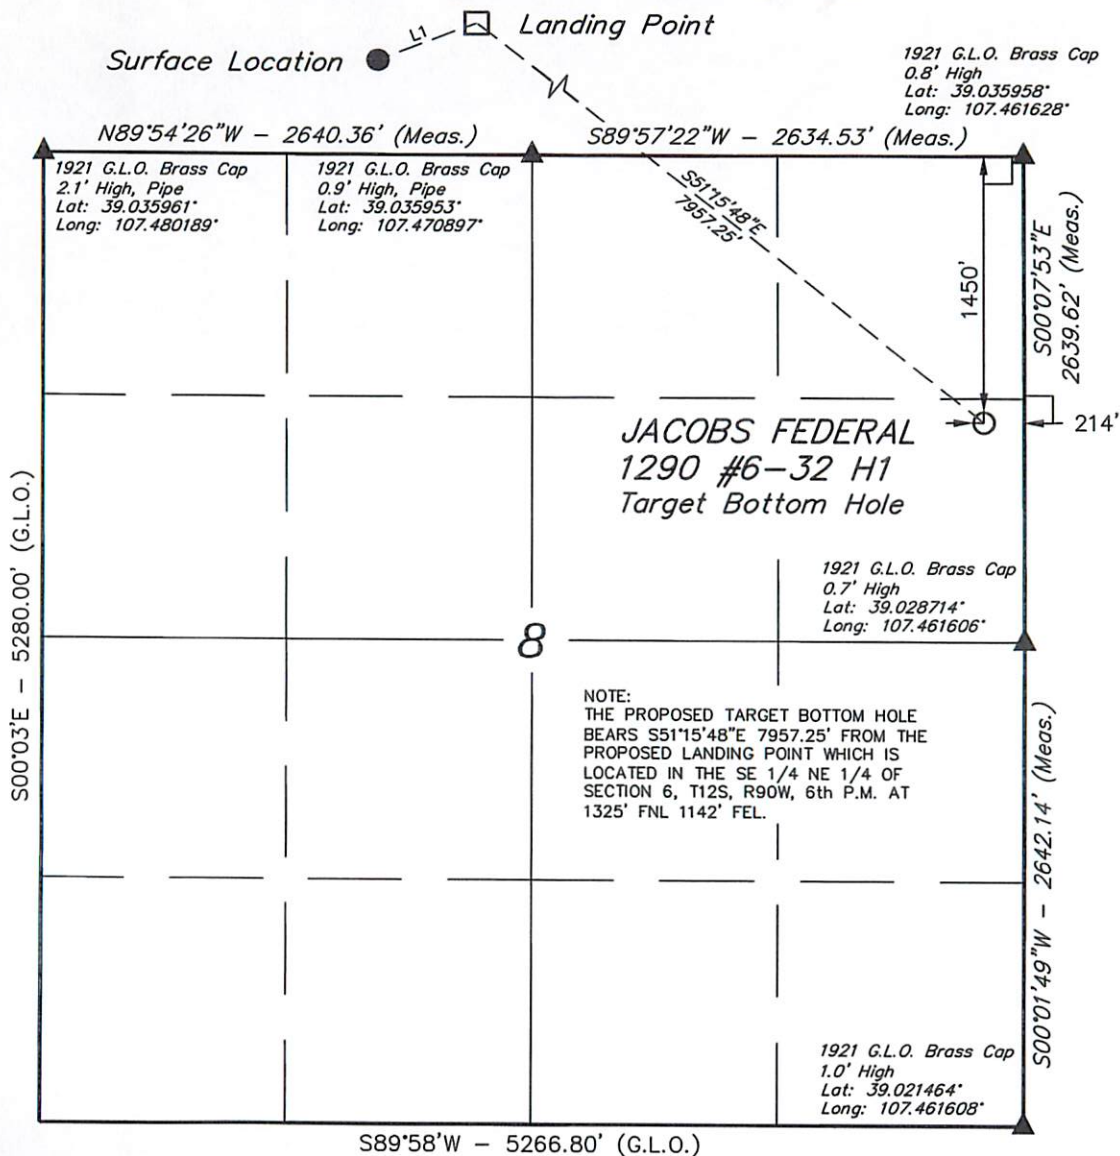 L1
Landing Point
Surface Location
1921 G.L.O. Brass Cap
0.8' High
Lat: 39.035958°
Long: 107.461628°
N89°54'26"W - 2640.36' (Meas.)
S89°57'22"W - 2634.53' (Meas.)
1921 G.L.O. Brass Cap
2.1' High, Pipe
Lat: 39.035961°
Long: 107.480189°
1921 G.L.O. Brass Cap
0.9' High, Pipe
Lat: 39.035953°
Long: 107.470897°
S51°15'48"E
7957.25'
1450'
S00°07'53"E
2639.62' (Meas.)
214'
JACOBS FEDERAL
1290 #6-32 H1
Target Bottom Hole
S00°03'E - 5280.00' (G.L.O.)
1921 G.L.O. Brass Cap
0.7' High
Lat: 39.028714°
Long: 107.461606°
8
NOTE:
THE PROPOSED TARGET BOTTOM HOLE
BEARS S51°15'48"E 7957.25' FROM THE
PROPOSED LANDING POINT WHICH IS
LOCATED IN THE SE 1/4 NE 1/4 OF
SECTION 6, T12S, R90W, 6th P.M. AT
1325' FNL 1142' FEL.
S00°01'49"W - 2642.14' (Meas.)
1921 G.L.O. Brass Cap
1.0' High
Lat: 39.021464°
Long: 107.461608°
S89°58'W - 5266.80' (G.L.O.)